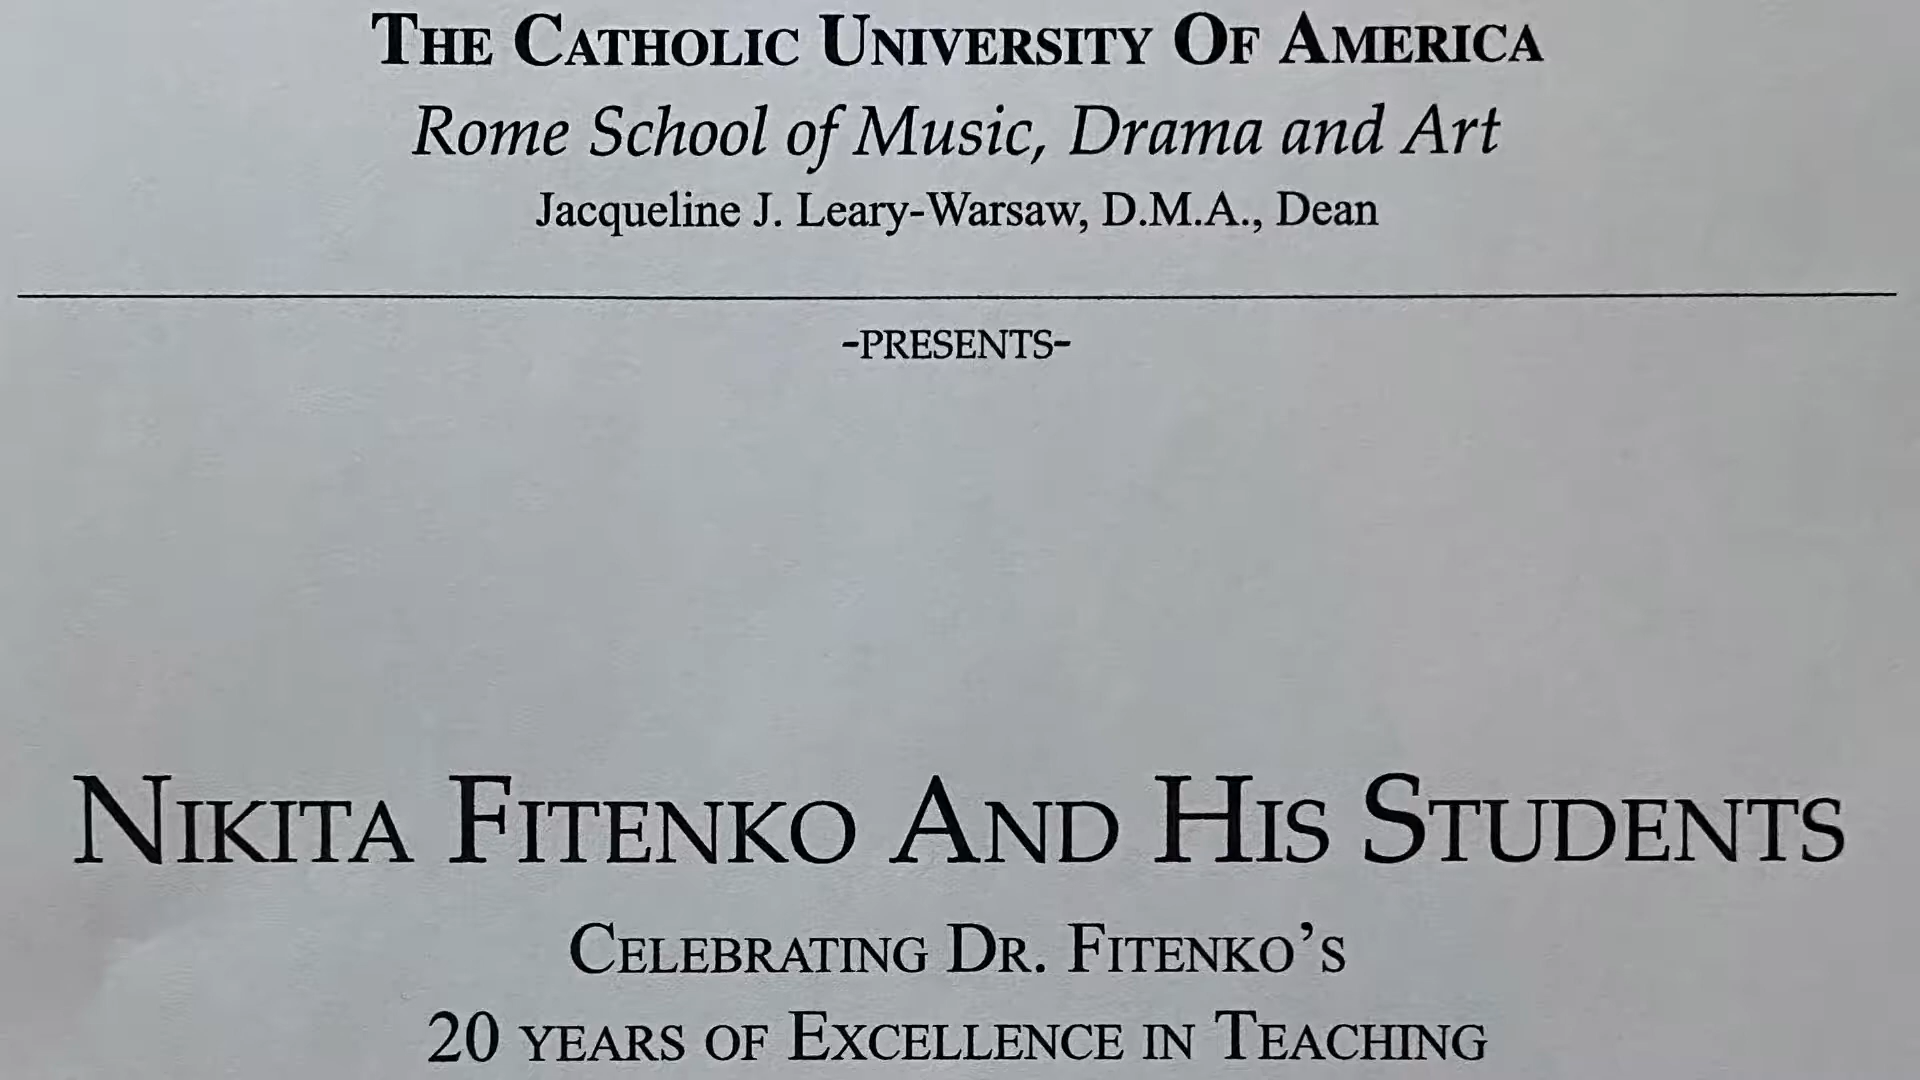 THE CATHOLIC UNIVERSITY OF AMERICA
Rome School of Music, Drama and Art
Jacqueline J. Leary-Warsaw, D.M.A., Dean
-PRESENTS-
NIKITA FITENKO AND HIS STUDENTS
CELEBRATING DR. FITENKO'S
20 YEARS OF EXCELLENCE IN TEACHING